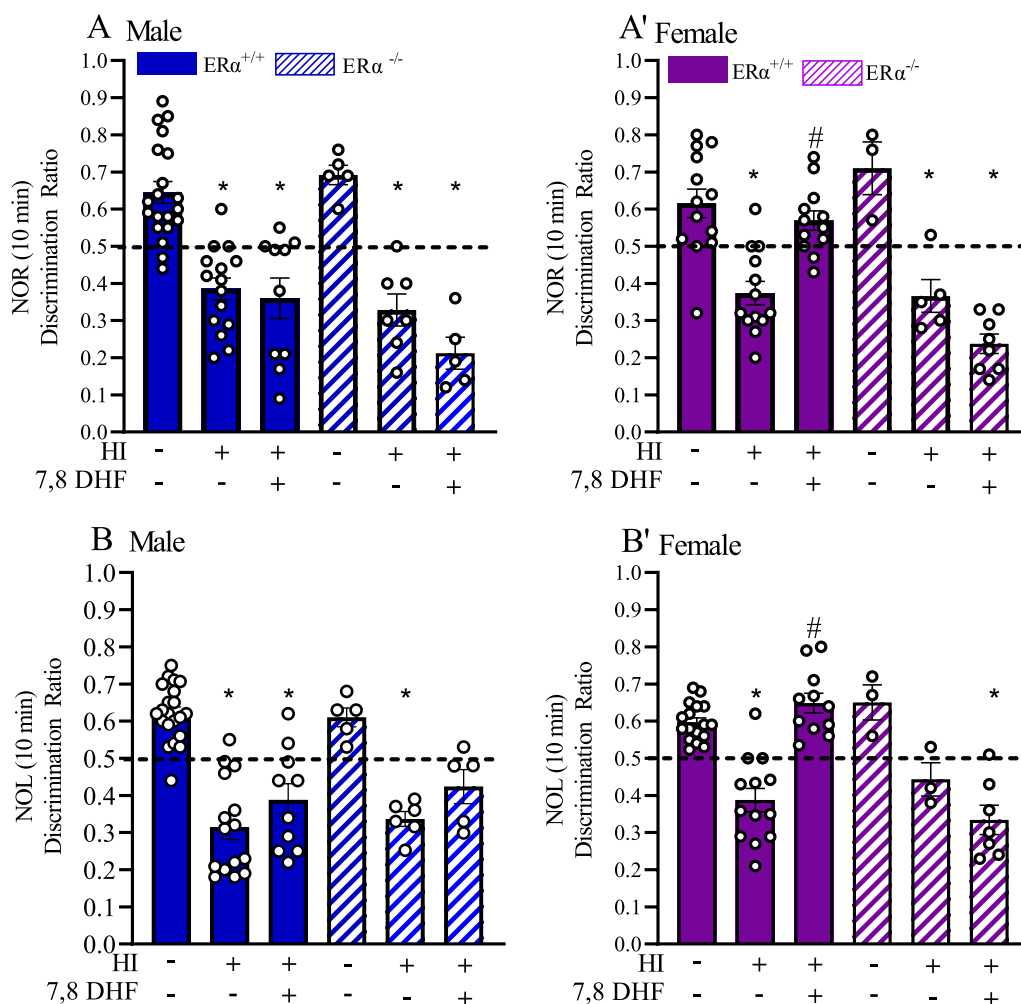 A Male
ERα+/+ ERα -/-
NOR (10 min)
Discrimination Ratio
1.0
0.9
0.8
0.7
0.6
0.5
0.4
0.3
0.2
0.1
0.0
* * * *
HI - + + - + +
7,8 DHF - - + - - +
A' Female
ERα+/+ ERα-/-
NOR (10 min)
Discrimination Ratio
1.0
0.9
0.8
0.7
0.6
0.5
0.4
0.3
0.2
0.1
0.0
* # * *
HI - + + - + +
7,8 DHF - - + - - +
B Male
NOL (10 min)
Discrimination Ratio
1.0
0.9
0.8
0.7
0.6
0.5
0.4
0.3
0.2
0.1
0.0
* * *
HI - + + - + +
7,8 DHF - - + - - +
B' Female
NOL (10 min)
Discrimination Ratio
1.0
0.9
0.8
0.7
0.6
0.5
0.4
0.3
0.2
0.1
0.0
* # *
HI - + + - + +
7,8 DHF - - + - - +